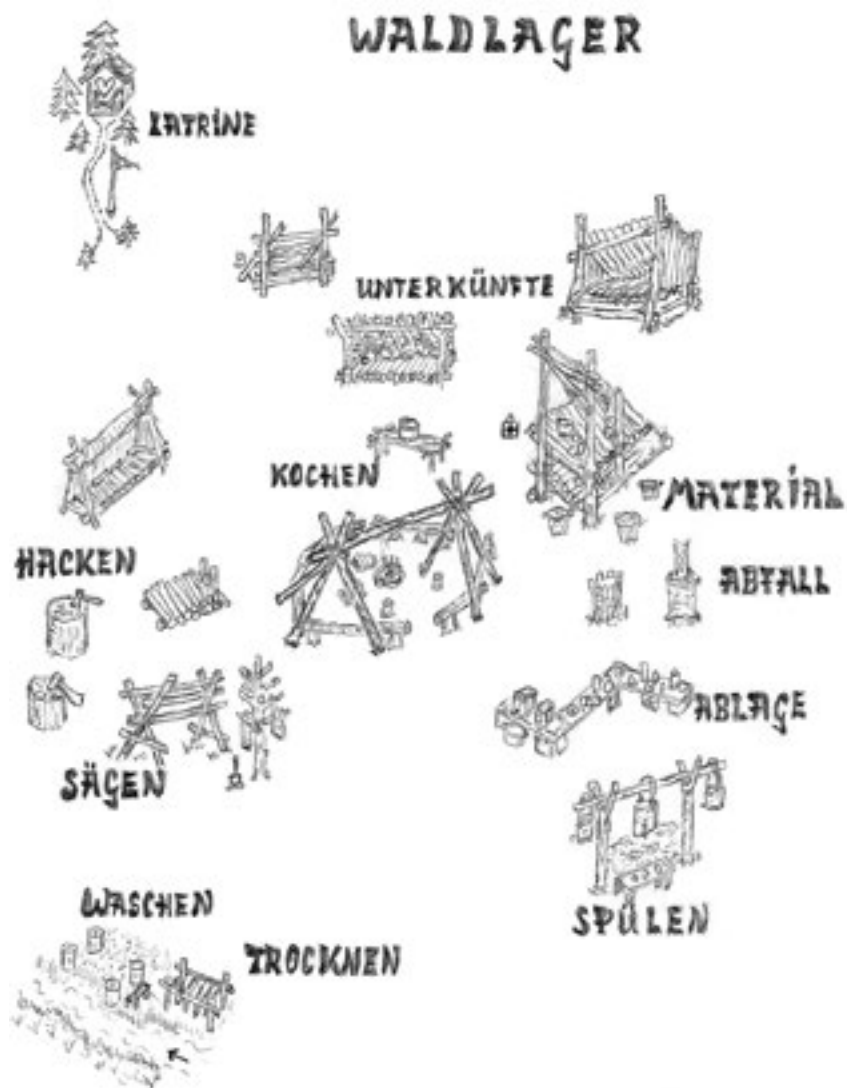 WALDLAGER
LATRINE
UNTERKÜNFTE
KOCHEN
MATERIAL
HACKEN
ABFALL
ABLAGE
SÄGEN
WASCHEN
SPÜLEN
TROCKNEN